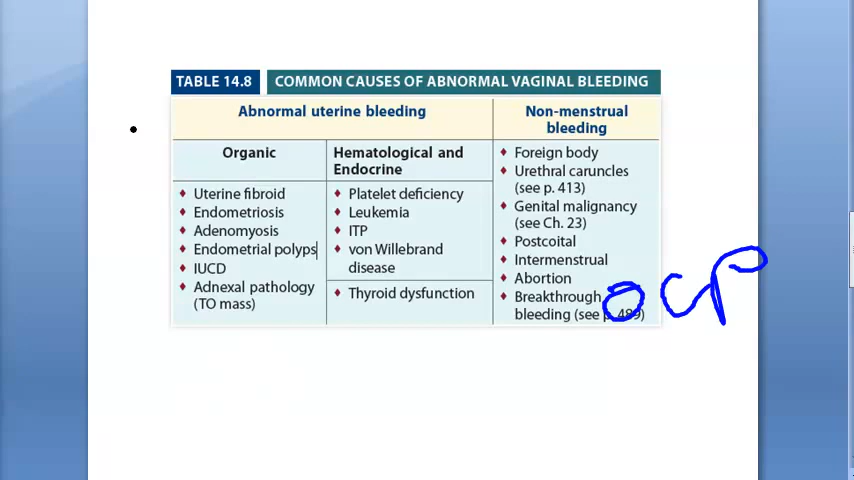 TABLE 14.8 COMMON CAUSES OF ABNORMAL VAGINAL BLEEDING
Abnormal uterine bleeding
Organic
Uterine fibroid
Endometriosis
Adenomyosis
Endometrial polyps
IUCD
Adnexal pathology
(TO mass)
Hematological and
Endocrine
Platelet deficiency
Leukemia
ITP
von Willebrand
disease
Thyroid dysfunction
Non-menstrual
bleeding
Foreign body
Urethral caruncles
(see p. 413)
Genital malignancy
(see Ch. 23)
Postcoital
Intermenstrual
Abortion
Breakthrough
bleeding (see p. 489)
OCP